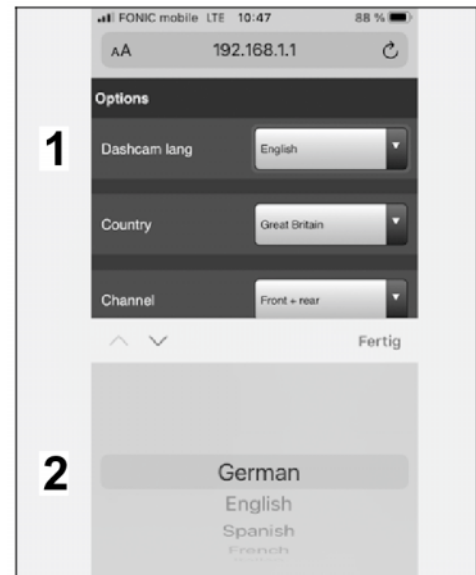 FONIC mobile LTE 10:47 88 %
AA 192.168.1.1
Options
1
Dashcam lang English
Country Great Britain
Channel Front + rear
Fertig
2
German
English
Spanish
French